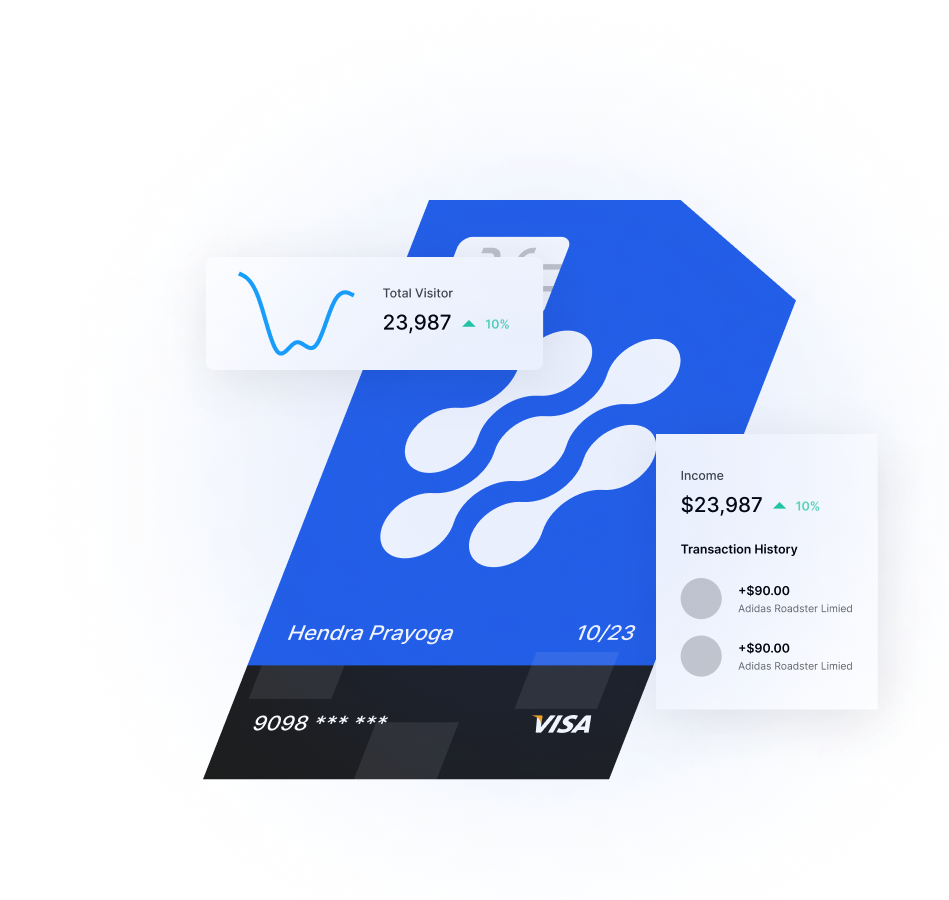 Total Visitor
23,987 10%
Income
$23,987 10%
Transaction History
+$90.00
Adidas Roadster Limied
+$90.00
Adidas Roadster Limied
Hendra Prayoga 10/23
9098 *** ***
VISA